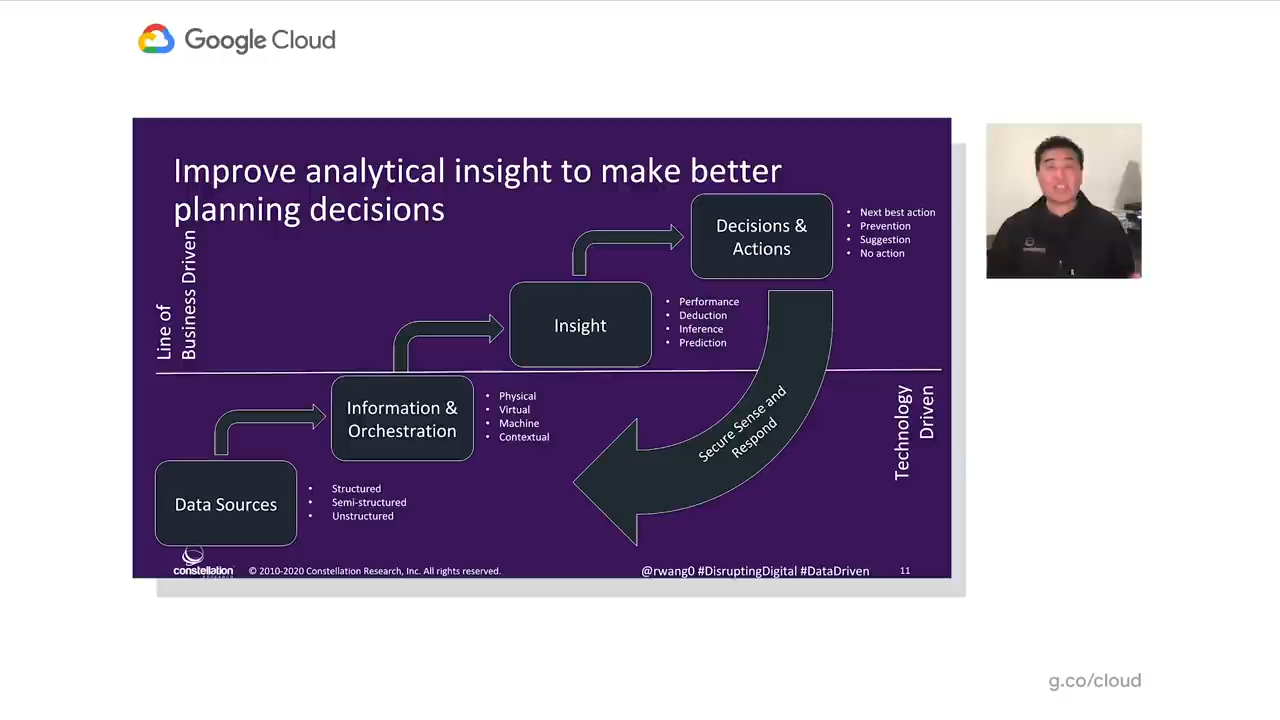 Google Cloud
Improve analytical insight to make better
planning decisions
Line of
Business Driven
Decisions &
Actions
• Next best action
• Prevention
• Suggestion
• No action
Insight
• Performance
• Deduction
• Inference
• Prediction
Information &
Orchestration
• Physical
• Virtual
• Machine
• Contextual
Technology
Driven
Secure Sense and
Respond
Data Sources
• Structured
• Semi-structured
• Unstructured
constellation
RESEARCH
© 2010-2020 Constellation Research, Inc. All rights reserved.
@rwang0 #DisruptingDigital #DataDriven
11
g.co/cloud